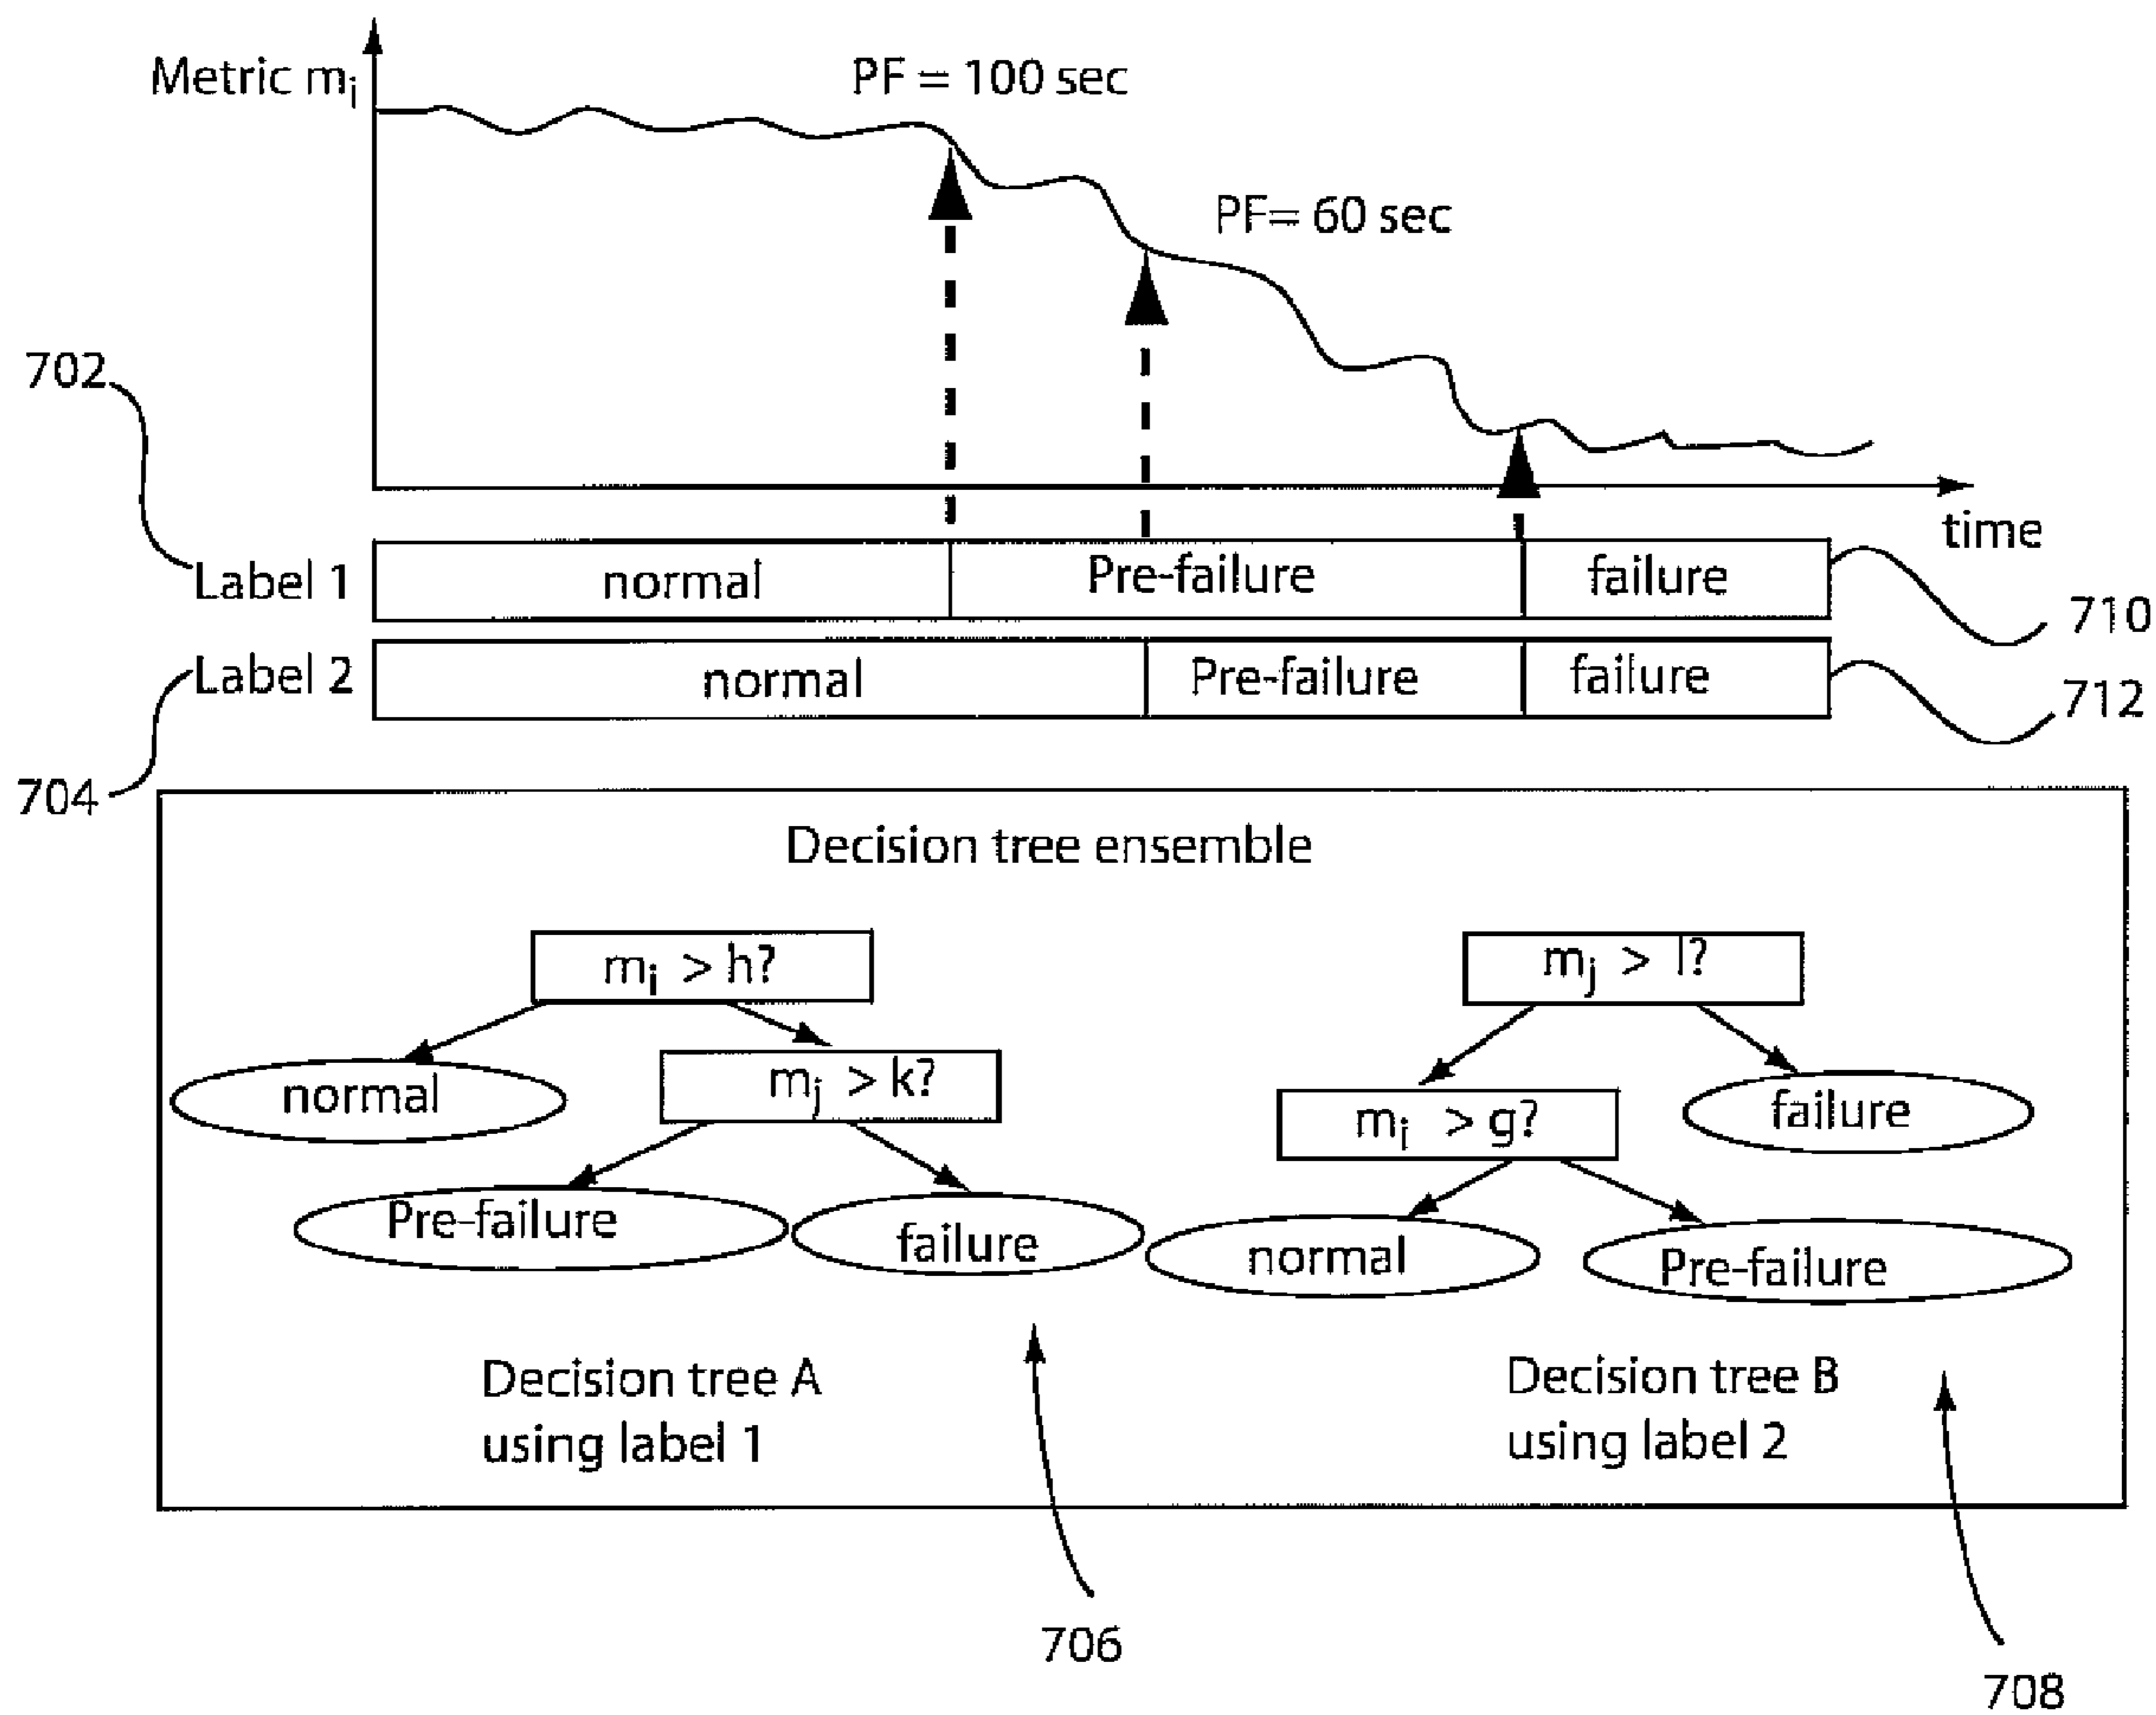 Metric mi
PF = 100 sec
PF= 60 sec
702
time
Label 1
normal
Pre-failure
failure
710
Label 2
normal
Pre-failure
failure
712
704
Decision tree ensemble
mi > h?
mj > l?
normal
mj > k?
mi > g?
failure
Pre-failure
failure
normal
Pre-failure
Decision tree A
using label 1
Decision tree B
using label 2
706
708